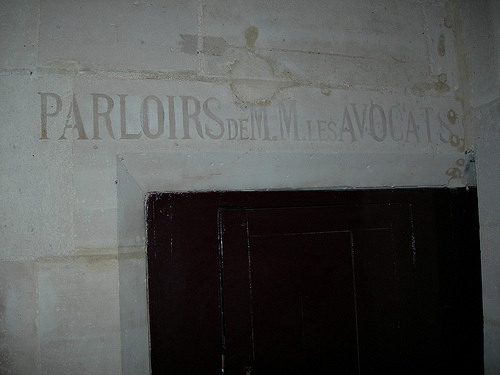 PARLOIRS DE M.M. LES AVOCATS